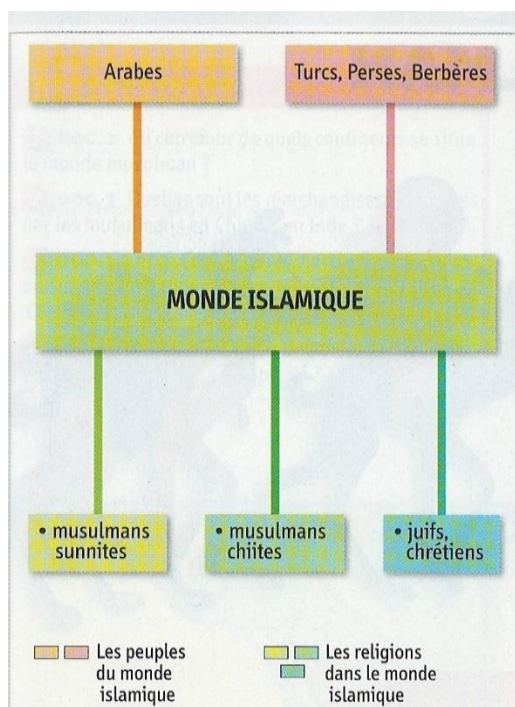 Arabes
Turcs, Perses, Berbères
MONDE ISLAMIQUE
• musulmans
sunnites
• musulmans
chiites
• juifs,
chrétiens
Les peuples
du monde
islamique
Les religions
dans le monde
islamique